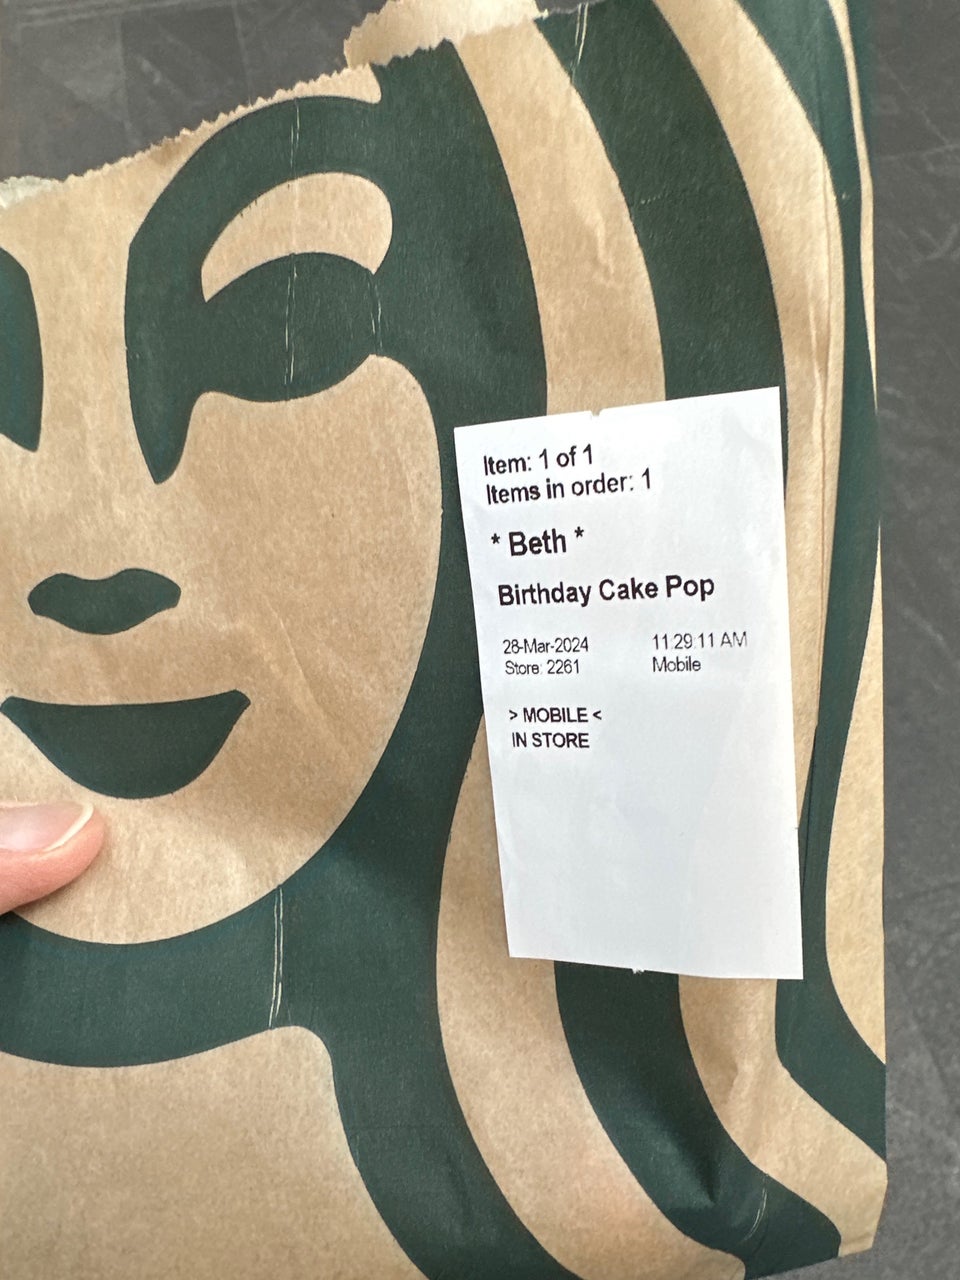 Item: 1 of 1
Items in order: 1
* Beth *
Birthday Cake Pop
28-Mar-2024 11:29:11 AM
Store: 2261 Mobile
> MOBILE <
IN STORE